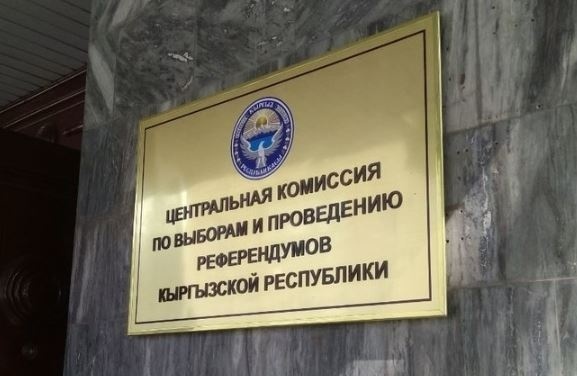 ЦЕНТРАЛЬНАЯ КОМИССИЯ
ПО ВЫБОРАМ И ПРОВЕДЕНИЮ
РЕФЕРЕНДУМОВ
КЫРГЫЗСКОЙ РЕСПУБЛИКИ